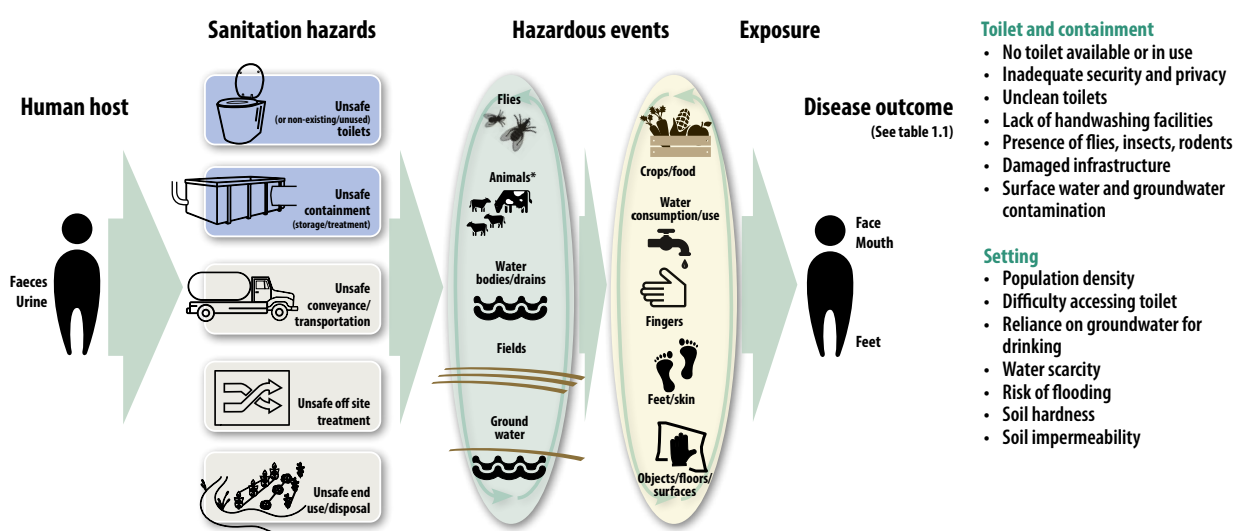 Sanitation hazards
Hazardous events
Exposure
Human host
Faeces
Urine
Unsafe
(or non-existing/unused)
toilets
Unsafe
containment
(storage/treatment)
Unsafe
conveyance/
transportation
Unsafe off site
treatment
Unsafe end
use/disposal
Flies
Animals*
Water
bodies/drains
Fields
Ground
water
Crops/food
Water
consumption/use
Fingers
Feet/skin
Objects/floors/
surfaces
Disease outcome
(See table 1.1)
Face
Mouth
Feet
Toilet and containment
• No toilet available or in use
• Inadequate security and privacy
• Unclean toilets
• Lack of handwashing facilities
• Presence of flies, insects, rodents
• Damaged infrastructure
• Surface water and groundwater
contamination
Setting
• Population density
• Difficulty accessing toilet
• Reliance on groundwater for
drinking
• Water scarcity
• Risk of flooding
• Soil hardness
• Soil impermeability